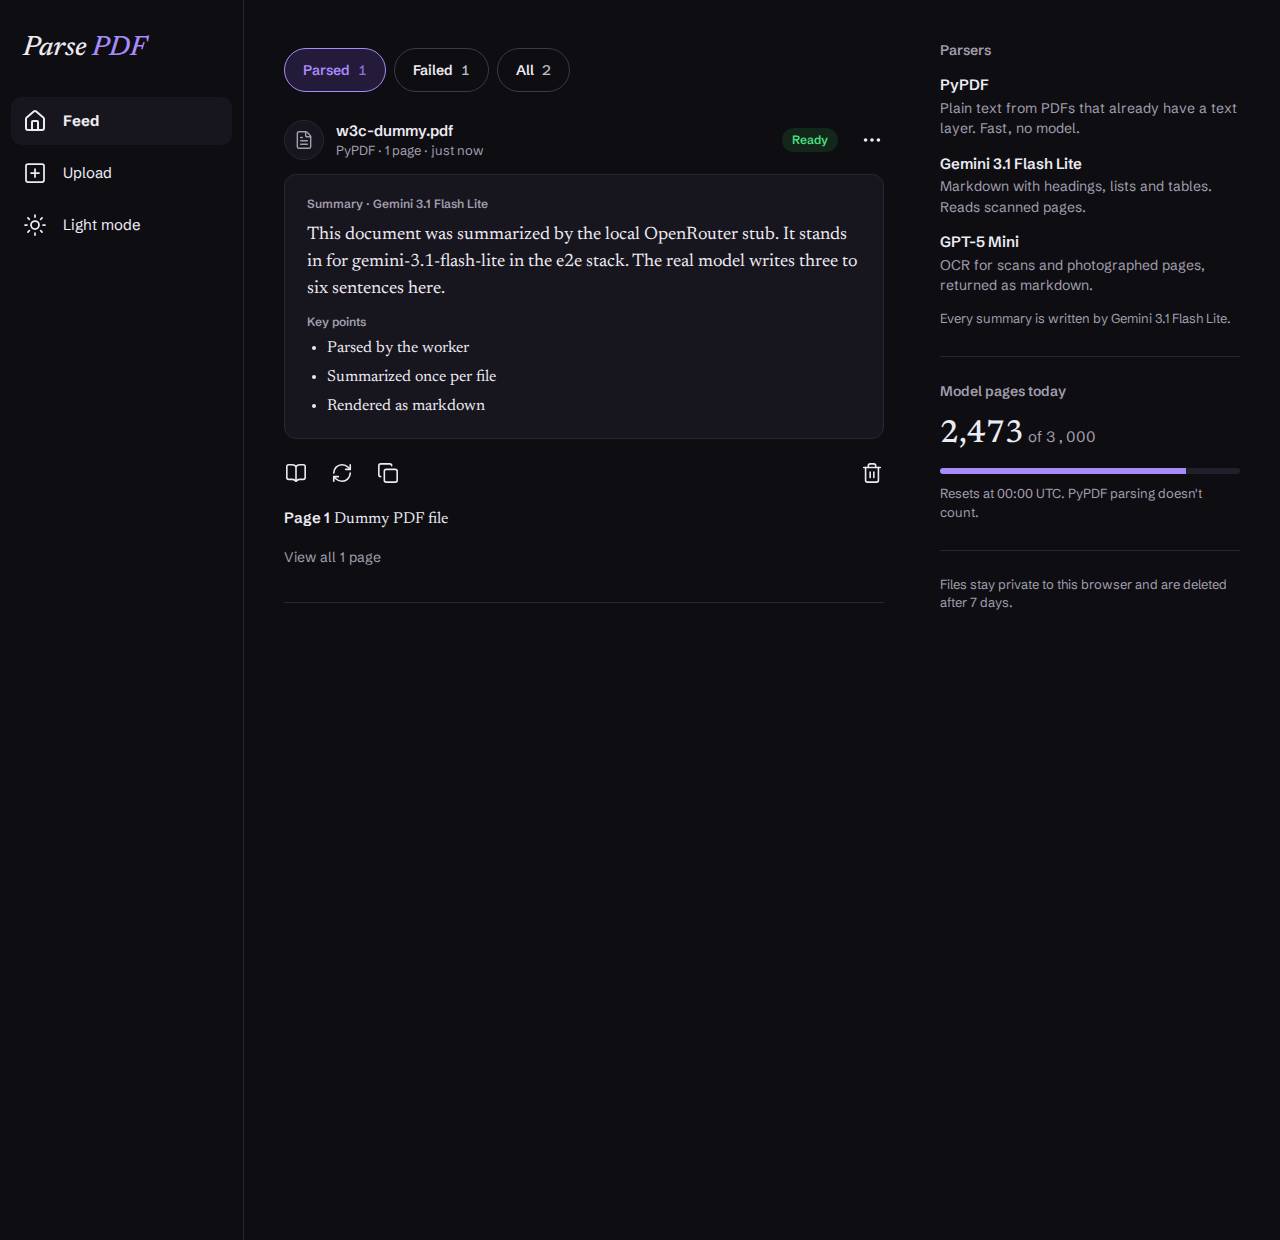 Parse PDF
Feed
Upload
Light mode
Parsed 1
Failed 1
All 2
w3c-dummy.pdf
PyPDF · 1 page · just now
Ready
Summary · Gemini 3.1 Flash Lite
This document was summarized by the local OpenRouter stub. It stands
in for gemini-3.1-flash-lite in the e2e stack. The real model writes three to
six sentences here.
Key points
• Parsed by the worker
• Summarized once per file
• Rendered as markdown
Page 1 Dummy PDF file
View all 1 page
Parsers
PyPDF
Plain text from PDFs that already have a text
layer. Fast, no model.
Gemini 3.1 Flash Lite
Markdown with headings, lists and tables.
Reads scanned pages.
GPT-5 Mini
OCR for scans and photographed pages,
returned as markdown.
Every summary is written by Gemini 3.1 Flash Lite.
Model pages today
2,473 of 3,000
Resets at 00:00 UTC. PyPDF parsing doesn't
count.
Files stay private to this browser and are deleted
after 7 days.